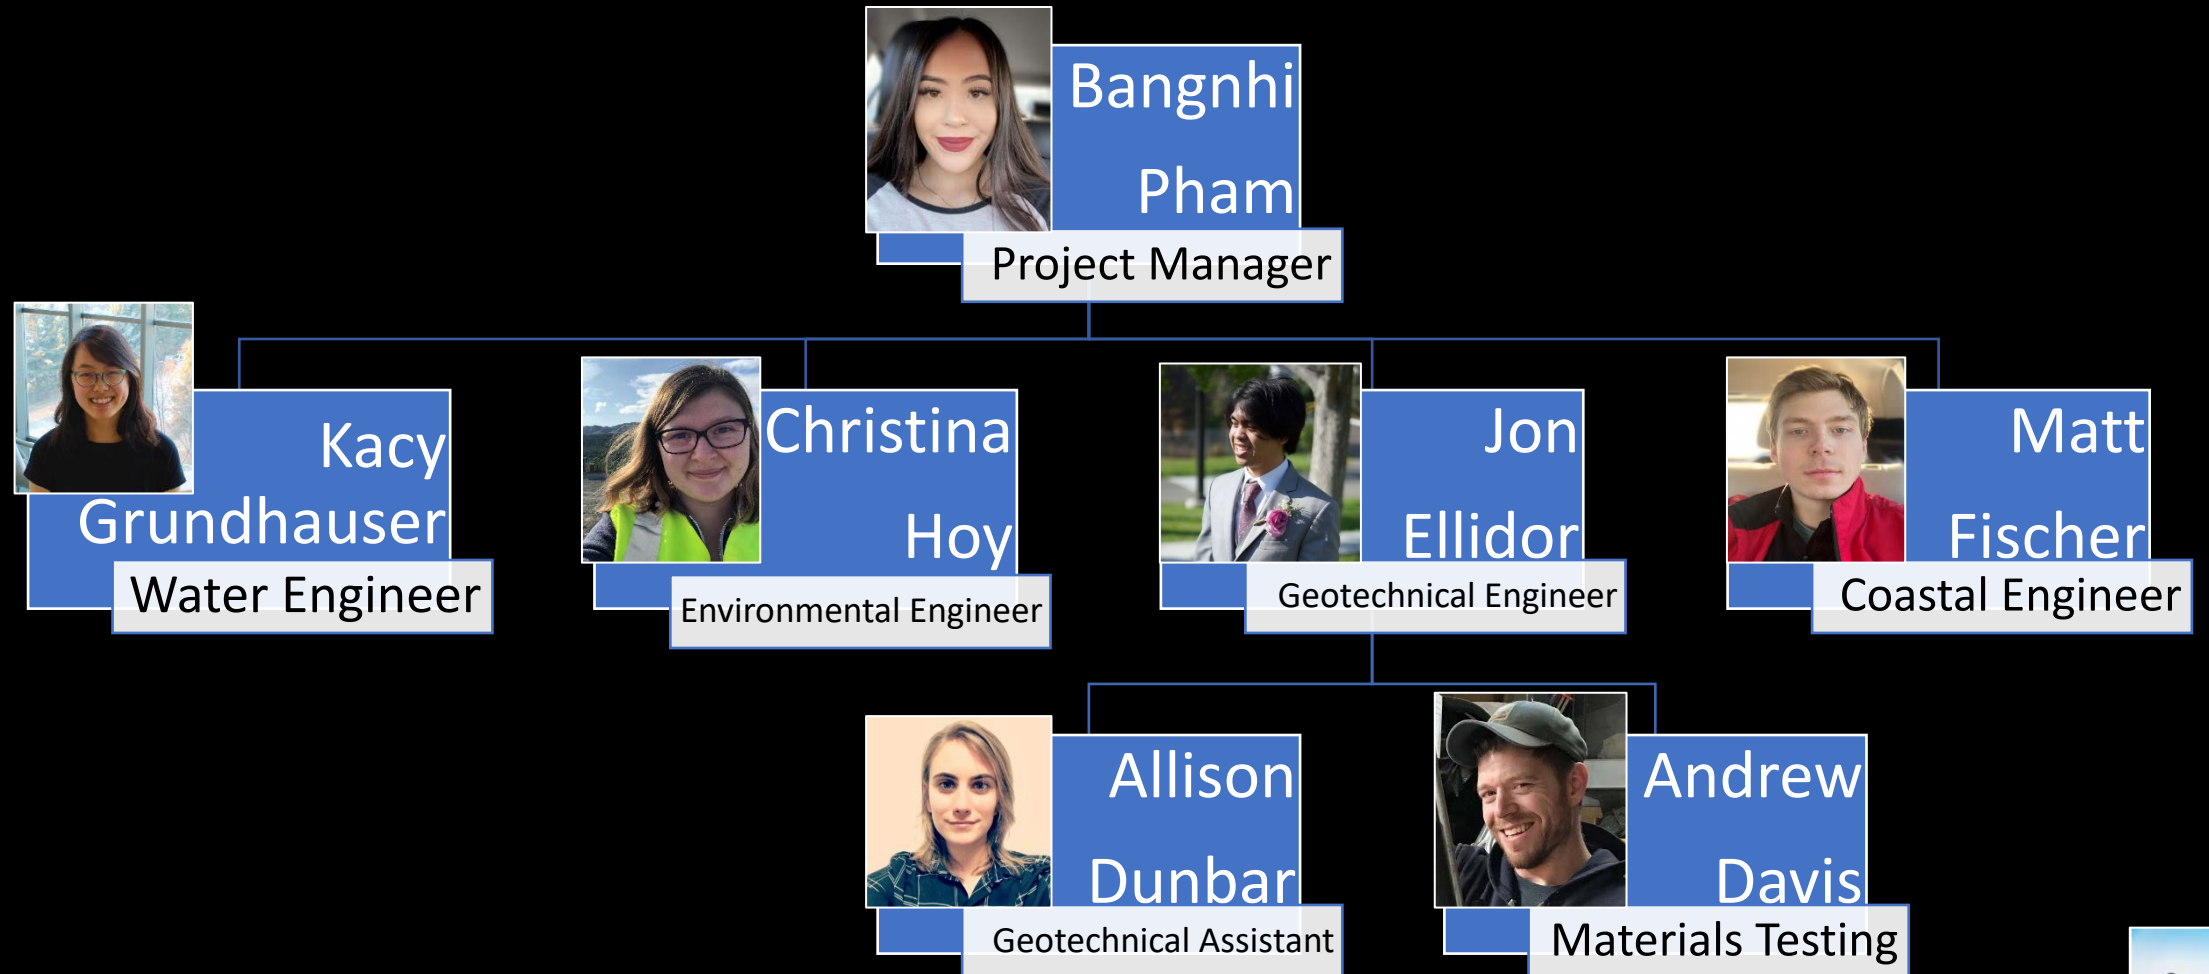 Bangnhi
Pham
Project Manager
Kacy
Grundhauser
Water Engineer
Christina
Hoy
Environmental Engineer
Jon
Ellidor
Geotechnical Engineer
Matt
Fischer
Coastal Engineer
Allison
Dunbar
Geotechnical Assistant
Andrew
Davis
Materials Testing